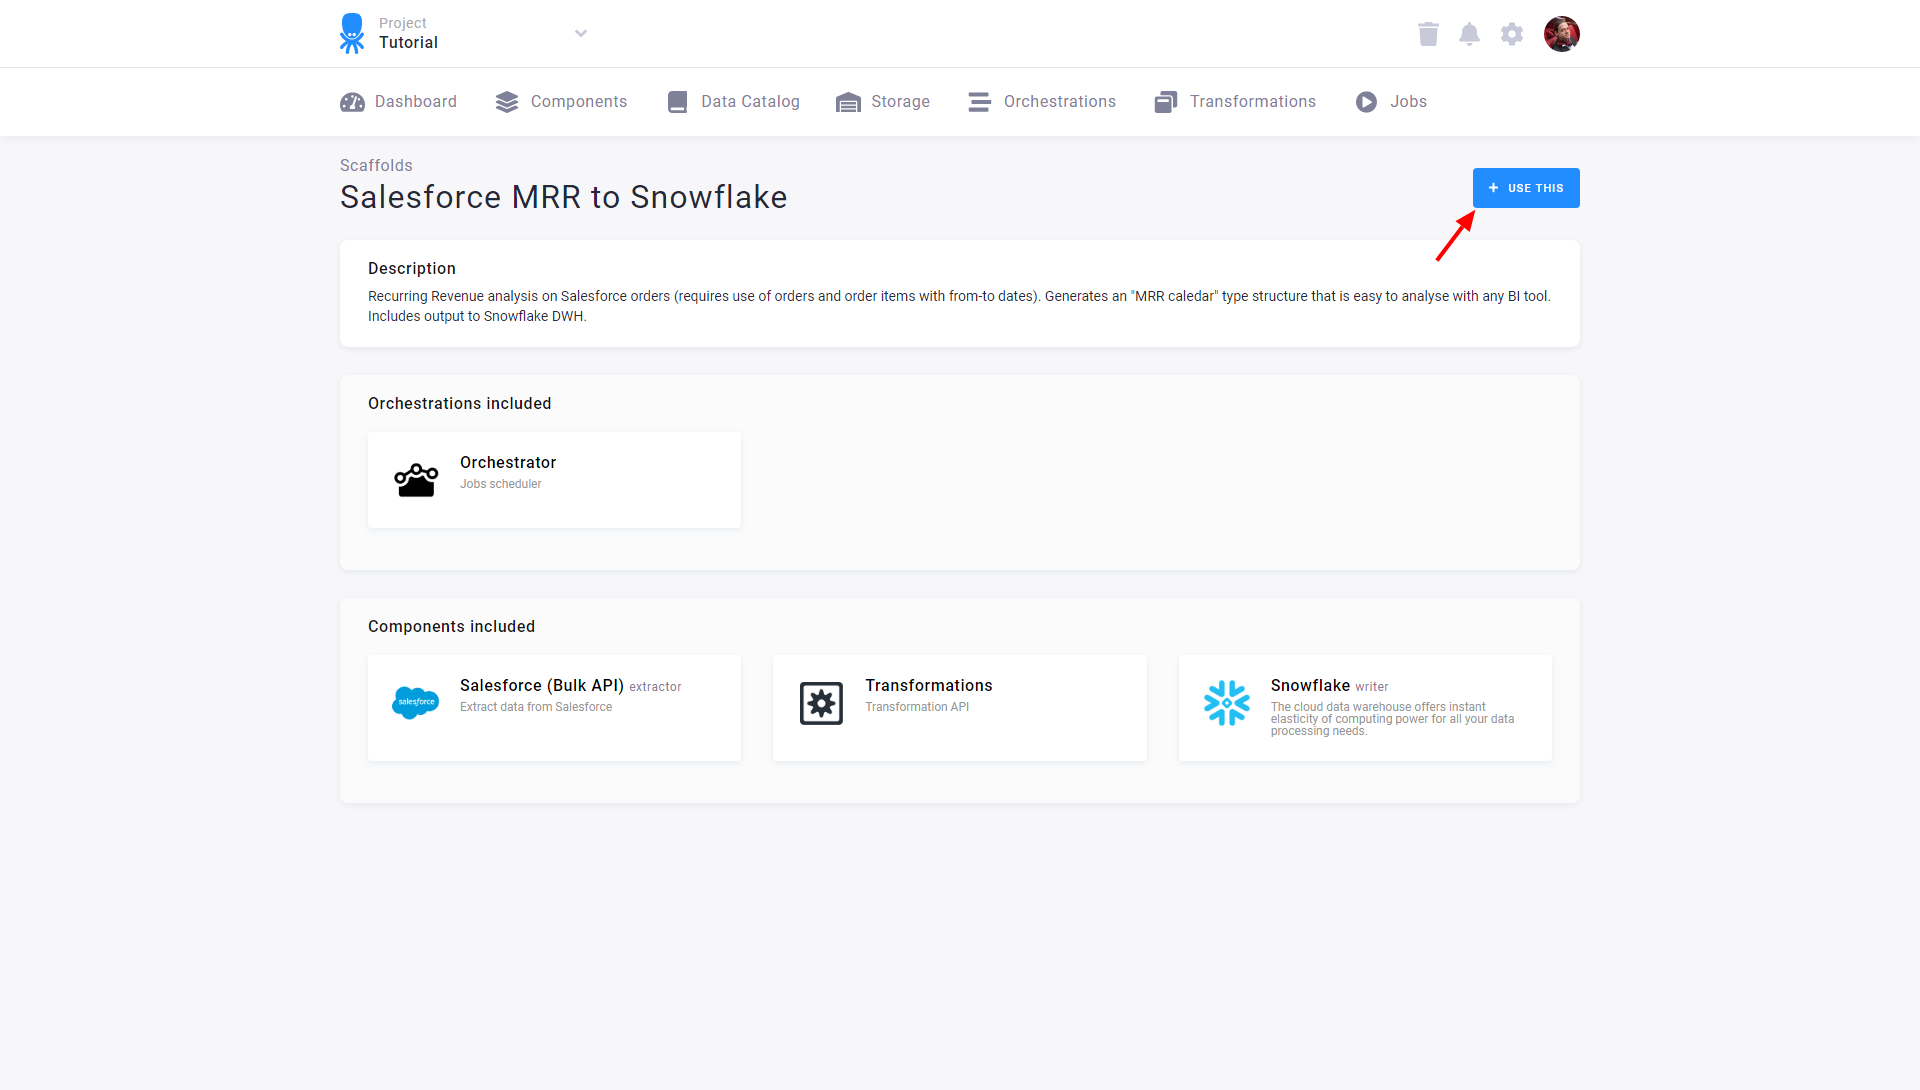 Project
Tutorial
Dashboard
Components
Data Catalog
Storage
Orchestrations
Transformations
Jobs
Scaffolds
Salesforce MRR to Snowflake
+ USE THIS
Description
Recurring Revenue analysis on Salesforce orders (requires use of orders and order items with from-to dates). Generates an "MRR caledar" type structure that is easy to analyse with any BI tool.
Includes output to Snowflake DWH.
Orchestrations included
Orchestrator
Jobs scheduler
Components included
salesforce
Salesforce (Bulk API) extractor
Extract data from Salesforce
Transformations
Transformation API
Snowflake writer
The cloud data warehouse offers instant
elasticity of computing power for all your data
processing needs.